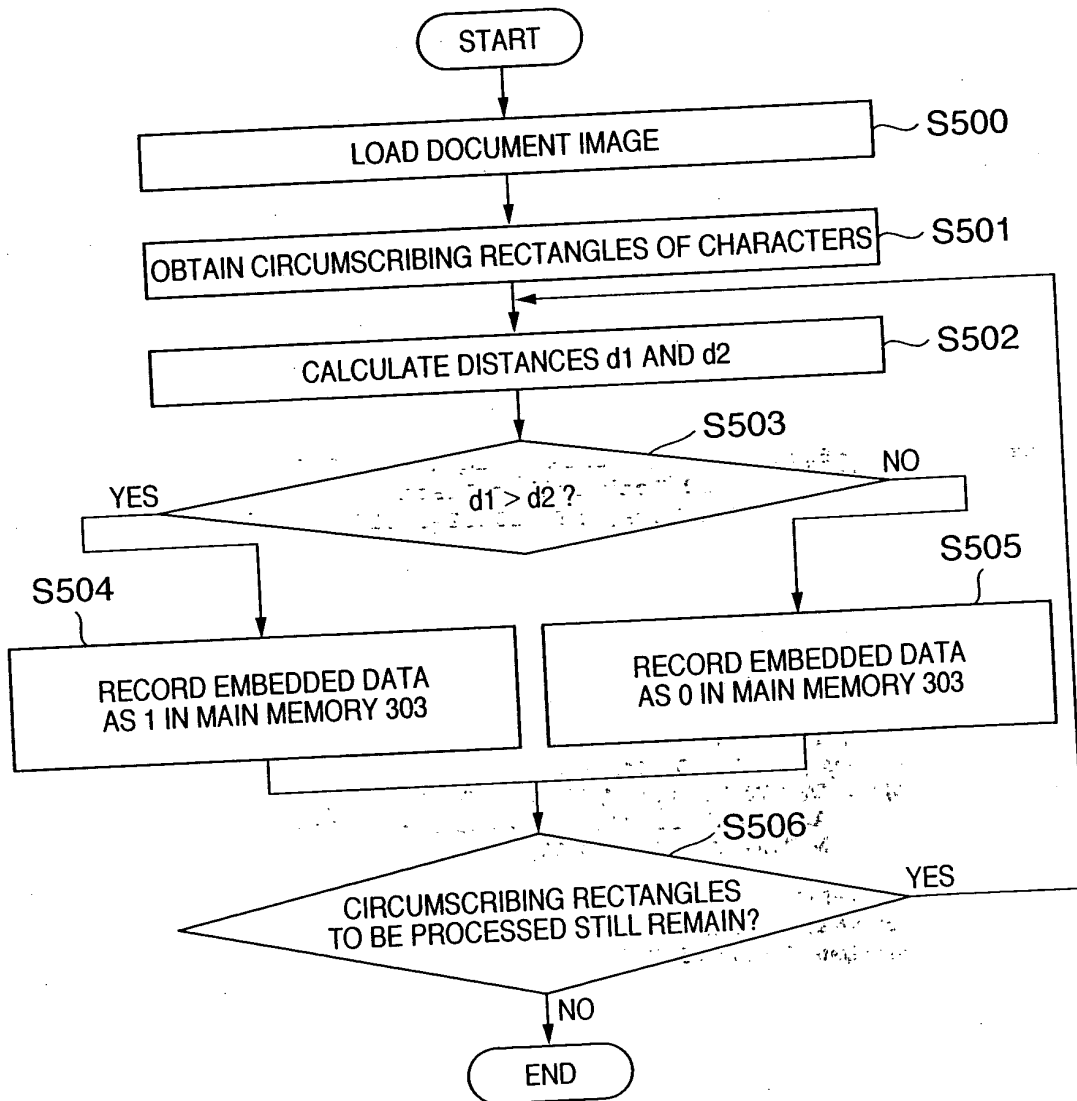 START
LOAD DOCUMENT IMAGE
S500
OBTAIN CIRCUMSCRIBING RECTANGLES OF CHARACTERS
S501
CALCULATE DISTANCES d1 AND d2
S502
S503
YES
d1 > d2 ?
NO
S504
RECORD EMBEDDED DATA
AS 1 IN MAIN MEMORY 303
S505
RECORD EMBEDDED DATA
AS 0 IN MAIN MEMORY 303
S506
CIRCUMSCRIBING RECTANGLES
TO BE PROCESSED STILL REMAIN?
YES
NO
END